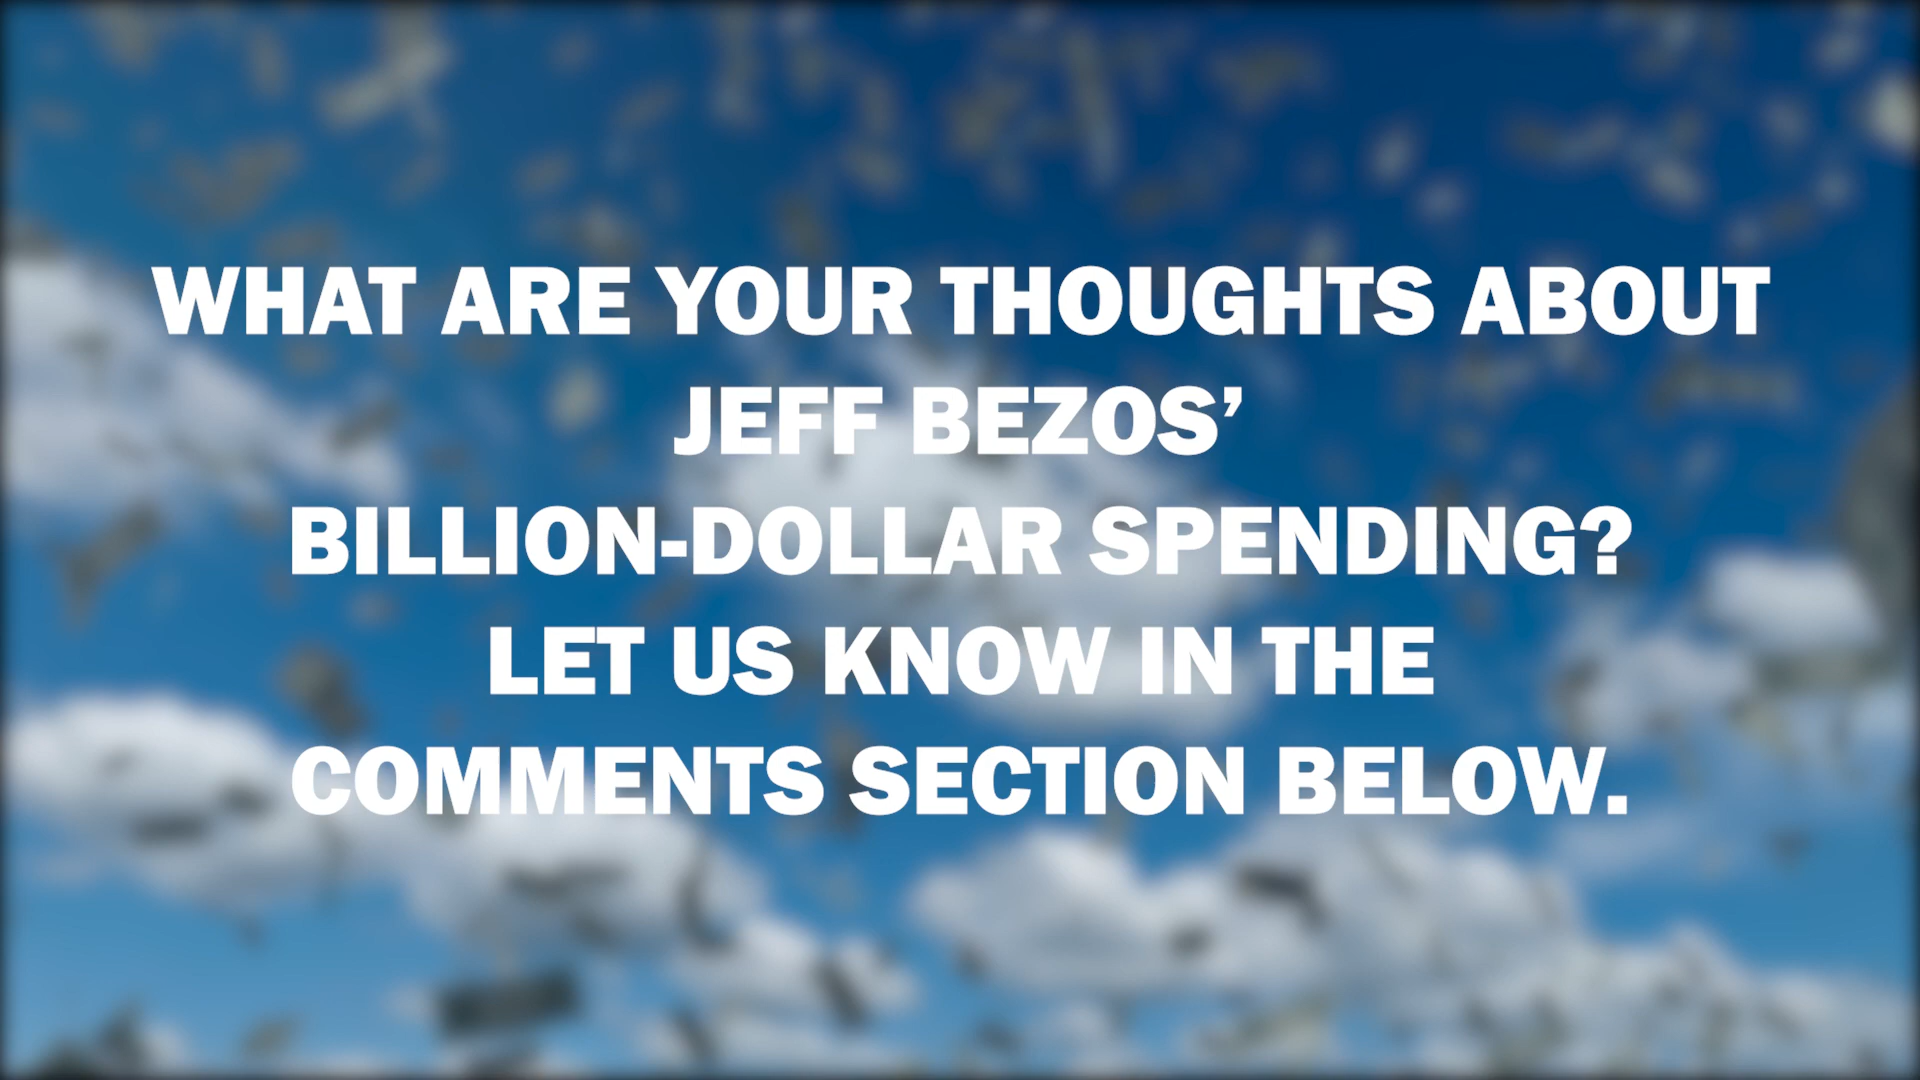 WHAT ARE YOUR THOUGHTS ABOUT
JEFF BEZOS’
BILLION-DOLLAR SPENDING?
LET US KNOW IN THE
COMMENTS SECTION BELOW.